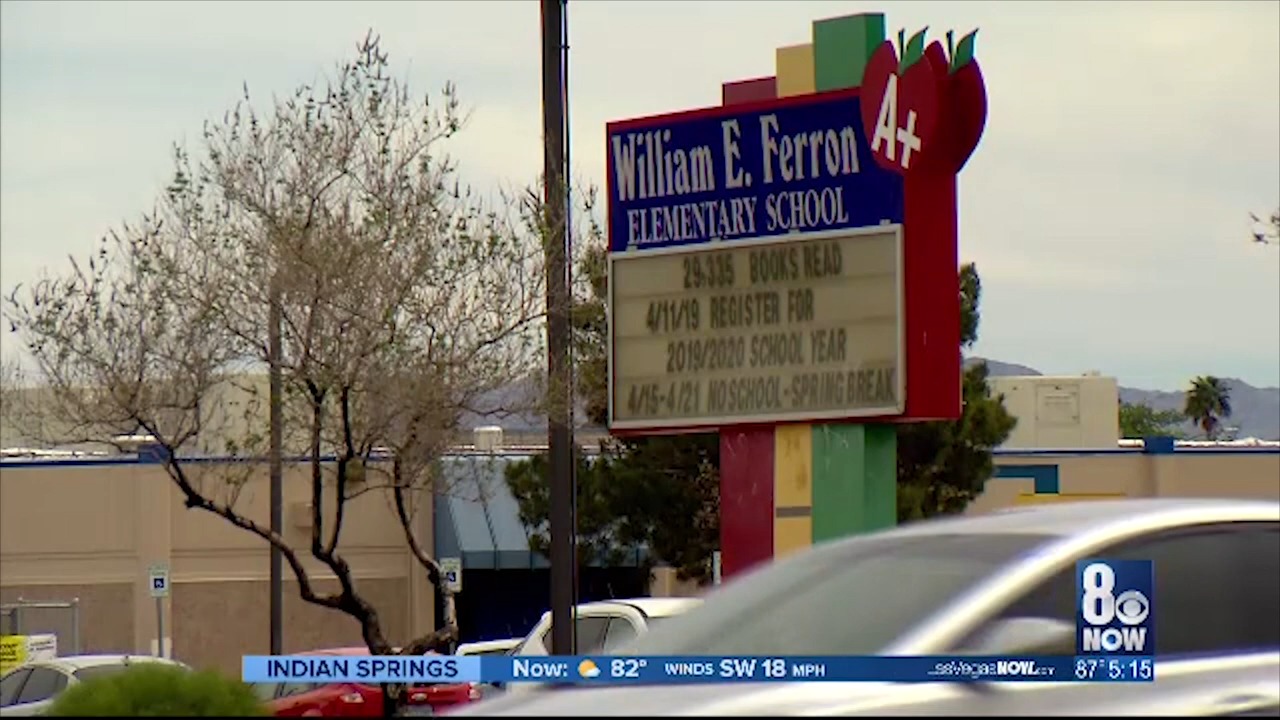 A+
William E. Ferron
ELEMENTARY SCHOOL
29,335 BOOKS READ
4/11/19 REGISTER FOR
2019/2020 SCHOOL YEAR
4/15-4/21 NO SCHOOL-SPRING BREAK
8
NOW
INDIAN SPRINGS NOW: 82° WINDS SW 18 MPH LASVEGASNOW.COM 87° 5:15